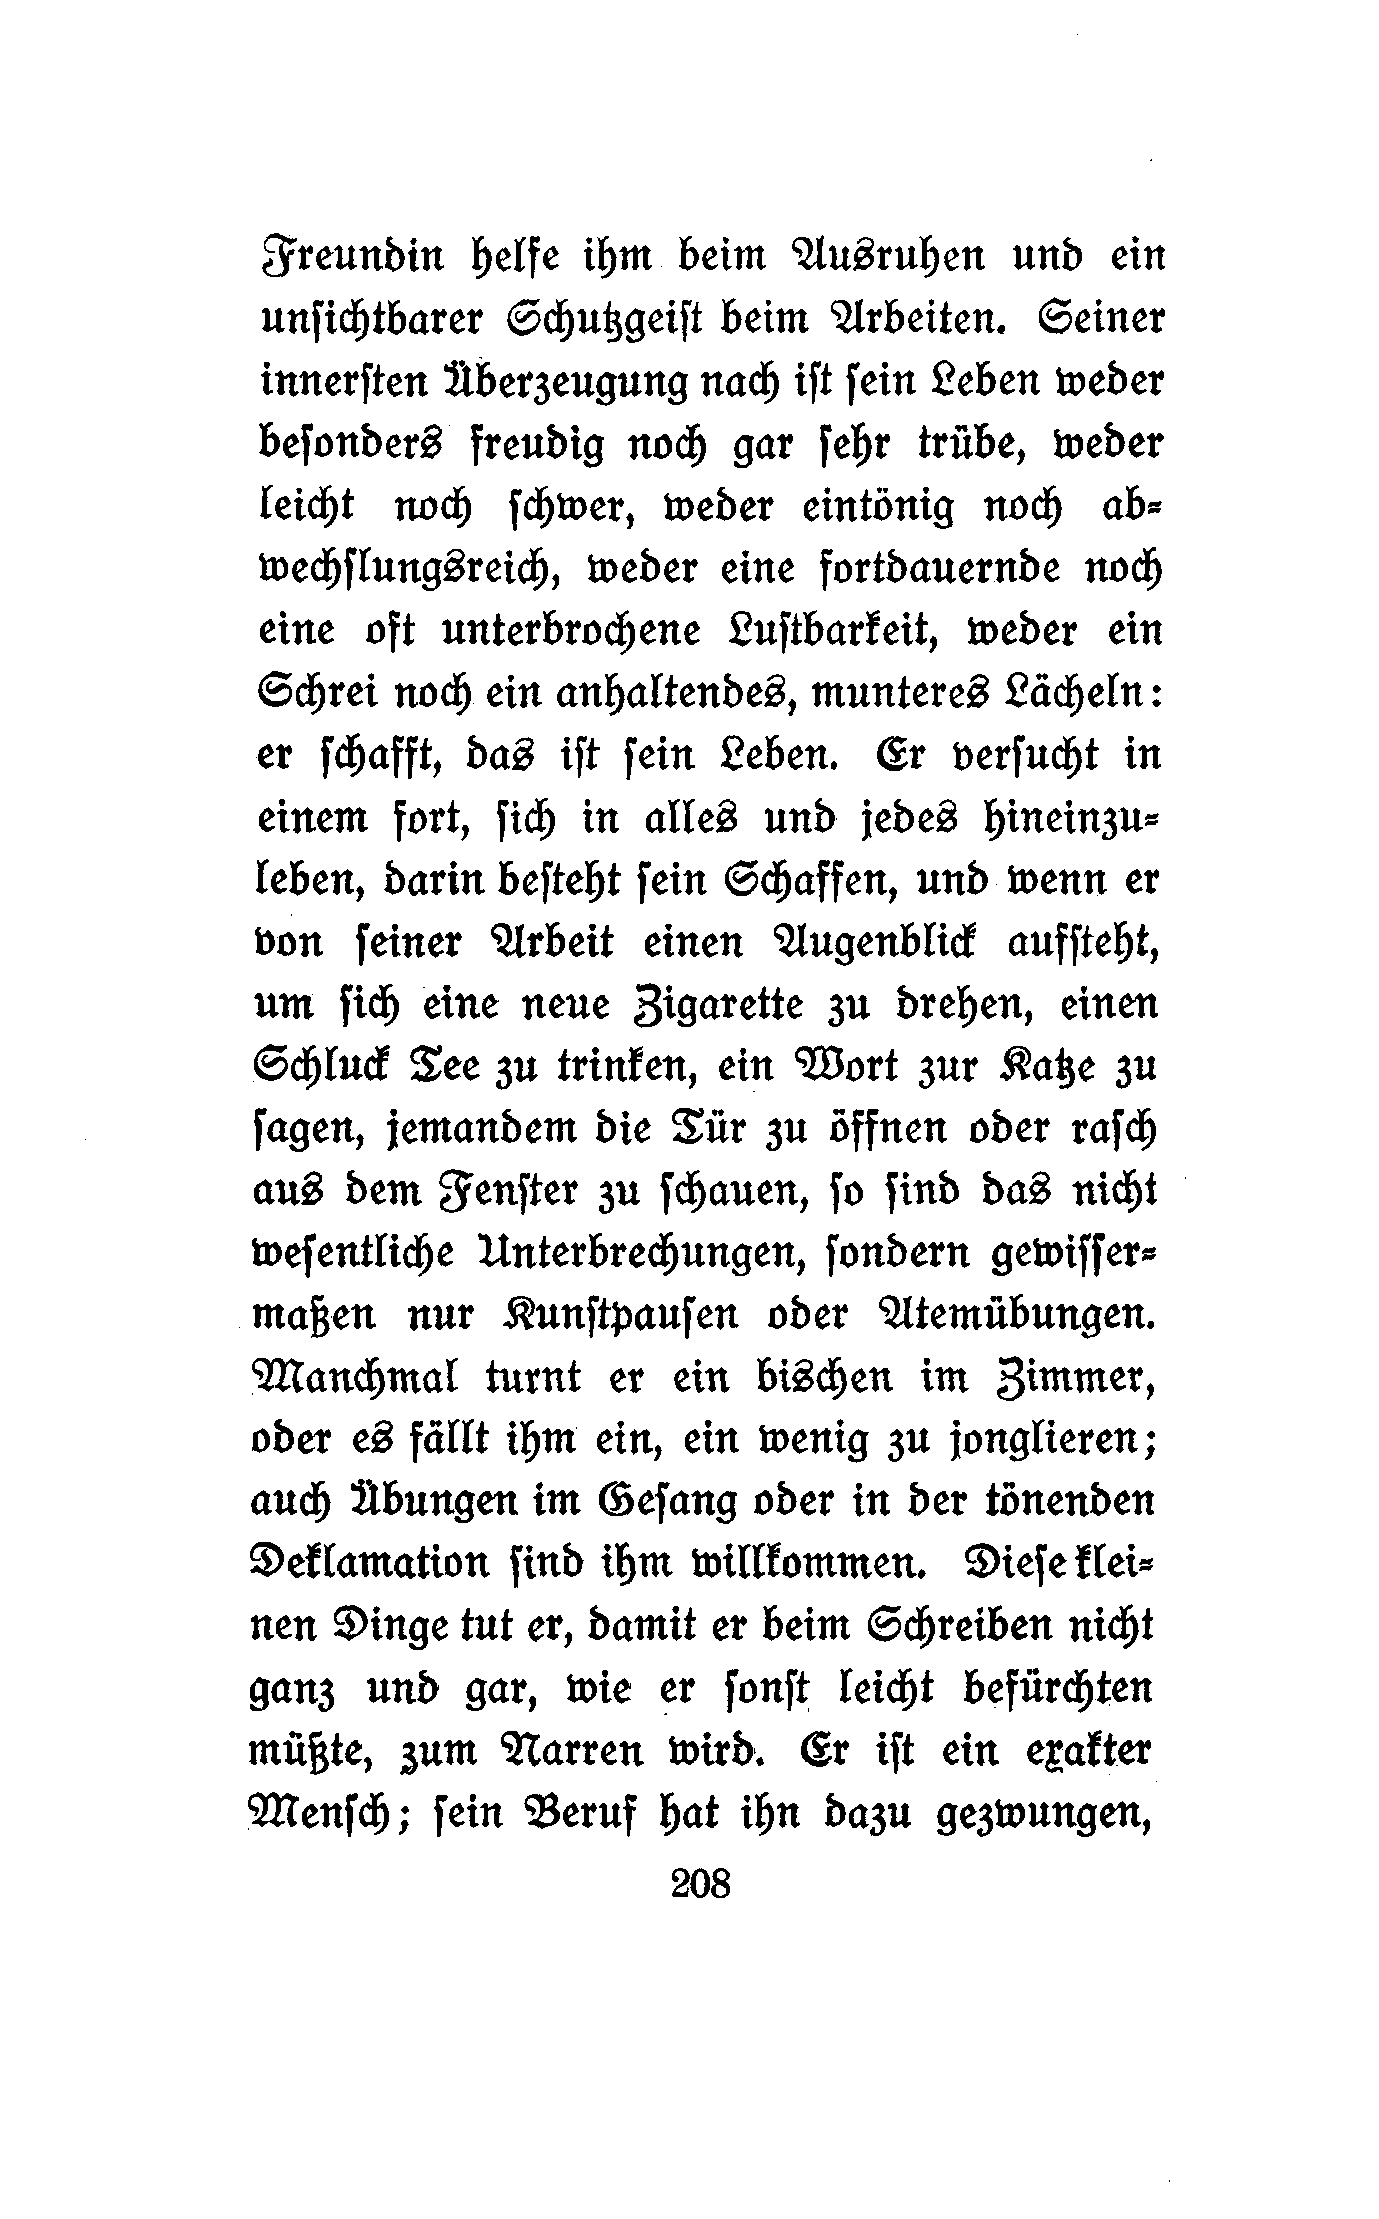 Freundin helfe ihm beim Ausruhen und ein
unsichtbarer Schutzgeist beim Arbeiten. Seiner
innersten Überzeugung nach ist sein Leben weder
besonders freudig noch gar sehr trübe, weder
leicht noch schwer, weder eintönig noch ab-
wechslungsreich, weder eine fortdauernde noch
eine oft unterbrochene Lustbarkeit, weder ein
Schrei noch ein anhaltendes, munteres Lächeln:
er schafft, das ist sein Leben. Er versucht in
einem fort, sich in alles und jedes hineinzu-
leben, darin besteht sein Schaffen, und wenn er
von seiner Arbeit einen Augenblick aufsteht,
um sich eine neue Zigarette zu drehen, einen
Schluck Tee zu trinken, ein Wort zur Katze zu
sagen, jemandem die Tür zu öffnen oder rasch
aus dem Fenster zu schauen, so sind das nicht
wesentliche Unterbrechungen, sondern gewisser-
maßen nur Kunstpausen oder Atemübungen.
Manchmal turnt er ein bischen im Zimmer,
oder es fällt ihm ein, ein wenig zu jonglieren;
auch Übungen im Gesang oder in der tönenden
Deklamation sind ihm willkommen. Diese klei-
nen Dinge tut er, damit er beim Schreiben nicht
ganz und gar, wie er sonst leicht befürchten
müßte, zum Narren wird. Er ist ein exakter
Mensch; sein Beruf hat ihn dazu gezwungen,
208